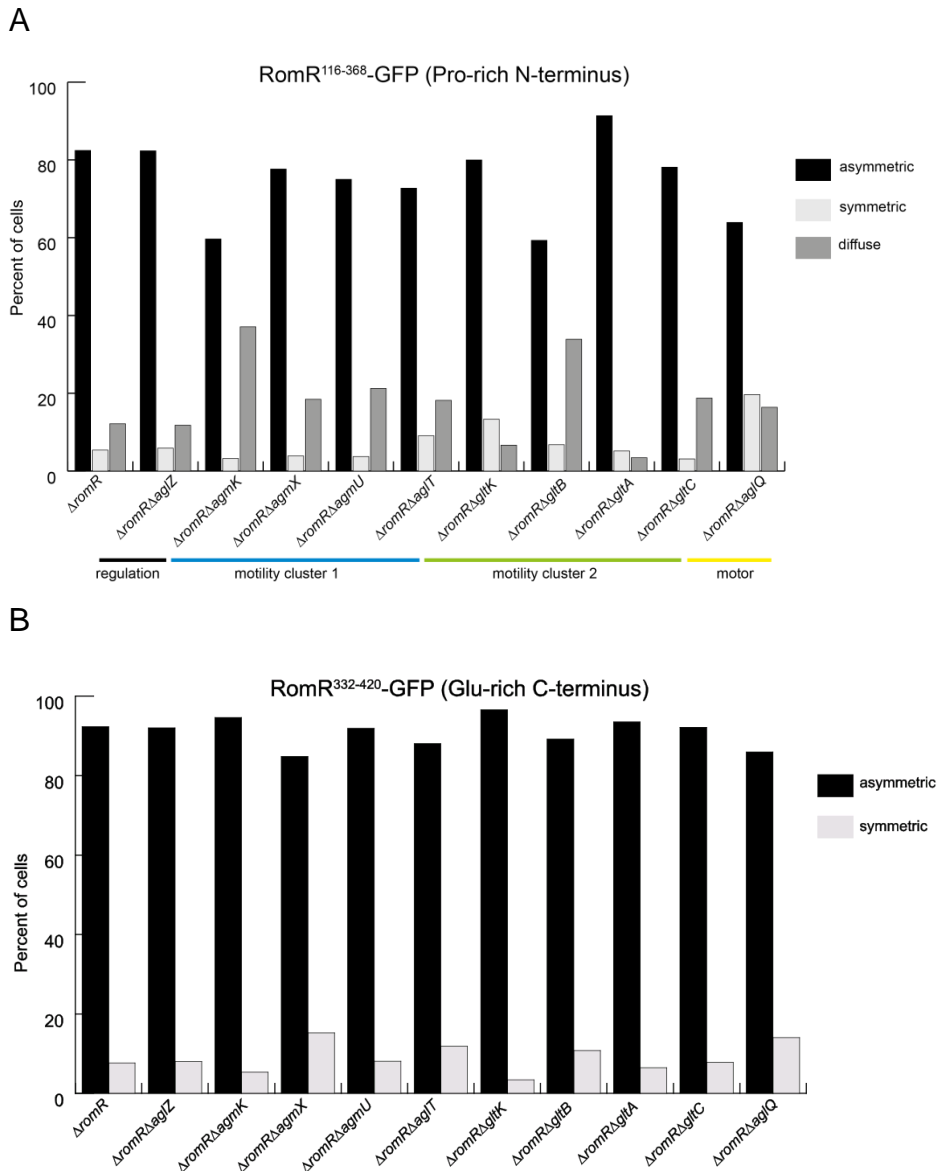 A
RomR¹¹⁶⁻³⁶⁸-GFP (Pro-rich N-terminus)
100
80
60
40
20
0
Percent of cells
asymmetric
symmetric
diffuse
ΔromR
ΔromRΔaglZ
ΔromRΔagmK
ΔromRΔagmX
ΔromRΔagmU
ΔromRΔaglT
ΔromRΔgltK
ΔromRΔgltB
ΔromRΔgltA
ΔromRΔgltC
ΔromRΔaglQ
regulation
motility cluster 1
motility cluster 2
motor
B
RomR³³²⁻⁴²⁰-GFP (Glu-rich C-terminus)
100
80
60
40
20
0
Percent of cells
asymmetric
symmetric
ΔromR
ΔromRΔaglZ
ΔromRΔagmK
ΔromRΔagmX
ΔromRΔagmU
ΔromRΔaglT
ΔromRΔgltK
ΔromRΔgltB
ΔromRΔgltA
ΔromRΔgltC
ΔromRΔaglQ